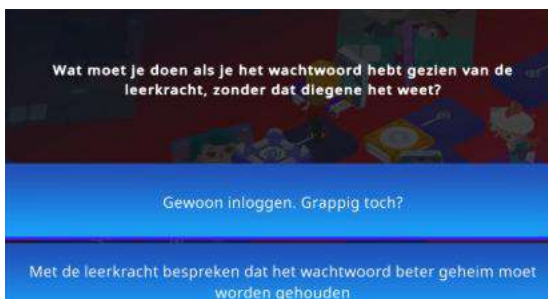 Wat moet je doen als je het wachtwoord hebt gezien van de
leerkracht, zonder dat diegene het weet?
Gewoon inloggen. Grappig toch?
Met de leerkracht bespreken dat het wachtwoord beter geheim moet
worden gehouden